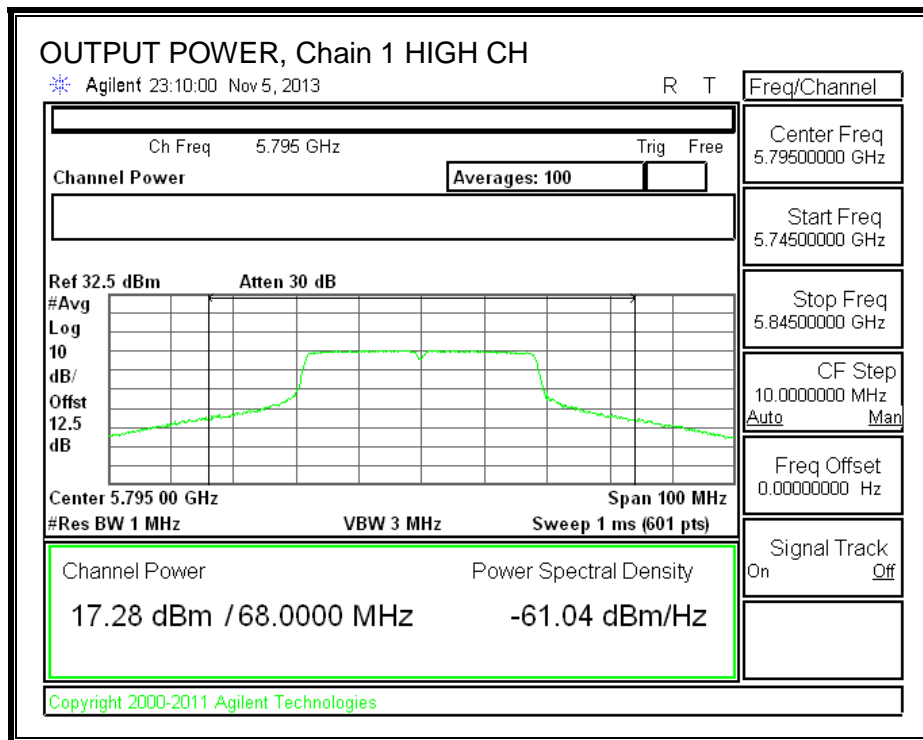 OUTPUT POWER, Chain 1 HIGH CH
Agilent 23:10:00 Nov 5, 2013 R T
Freq/Channel
Ch Freq 5.795 GHz Trig Free
Channel Power Averages: 100
Center Freq
5.79500000 GHz
Start Freq
5.74500000 GHz
Stop Freq
5.84500000 GHz
CF Step
10.0000000 MHz
Auto Man
Freq Offset
0.00000000 Hz
Signal Track
On Off
Ref 32.5 dBm Atten 30 dB
#Avg
Log
10
dB/
Offst
12.5
dB
Center 5.795 00 GHz Span 100 MHz
#Res BW 1 MHz VBW 3 MHz Sweep 1 ms (601 pts)
Channel Power Power Spectral Density
17.28 dBm / 68.0000 MHz -61.04 dBm/Hz
Copyright 2000-2011 Agilent Technologies